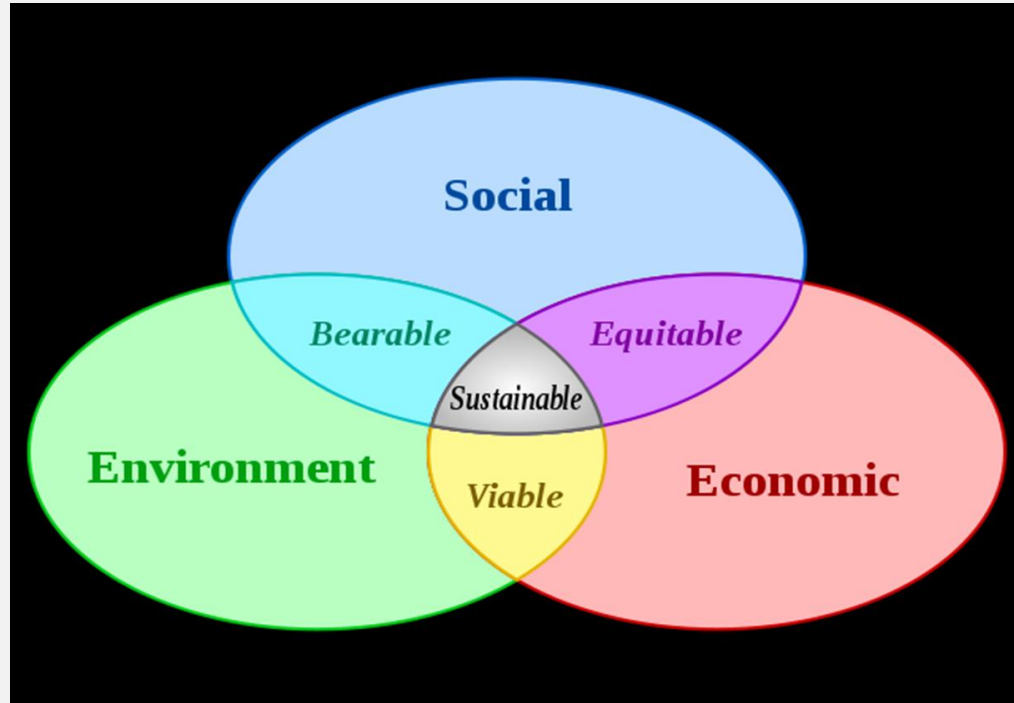 Social
Bearable
Equitable
Sustainable
Environment
Economic
Viable